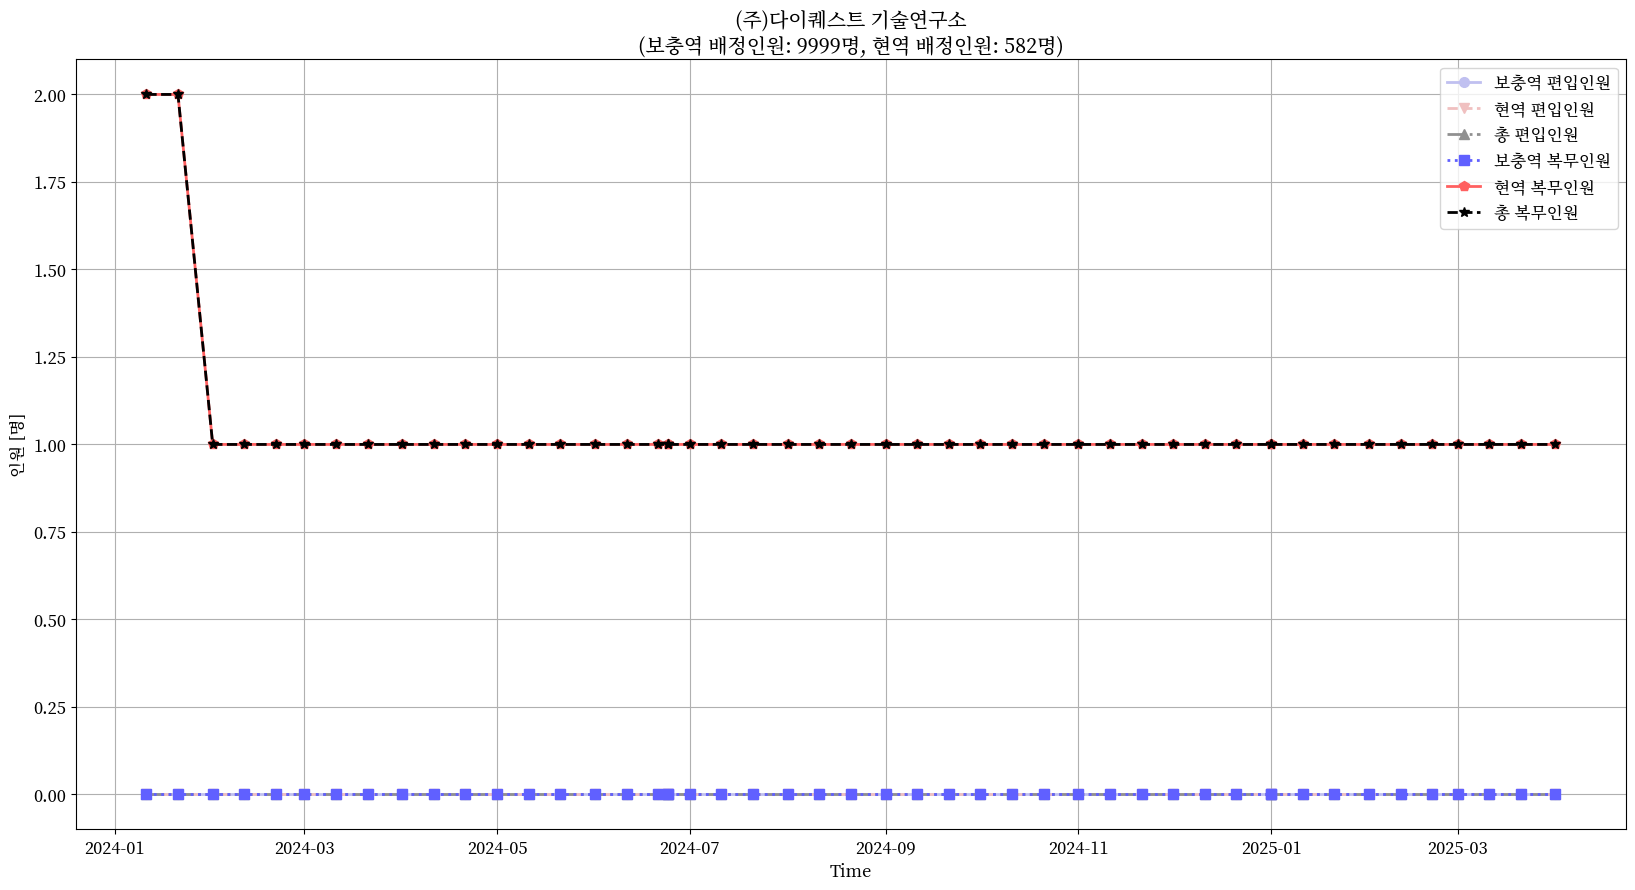 (주)다이퀘스트 기술연구소
(보충역 배정인원: 9999명, 현역 배정인원: 582명)
보충역 편입인원
현역 편입인원
총 편입인원
보충역 복무인원
현역 복무인원
총 복무인원
인원 [명]
2.00
1.75
1.50
1.25
1.00
0.75
0.50
0.25
0.00
2024-01 2024-03 2024-05 2024-07 2024-09 2024-11 2025-01 2025-03
Time